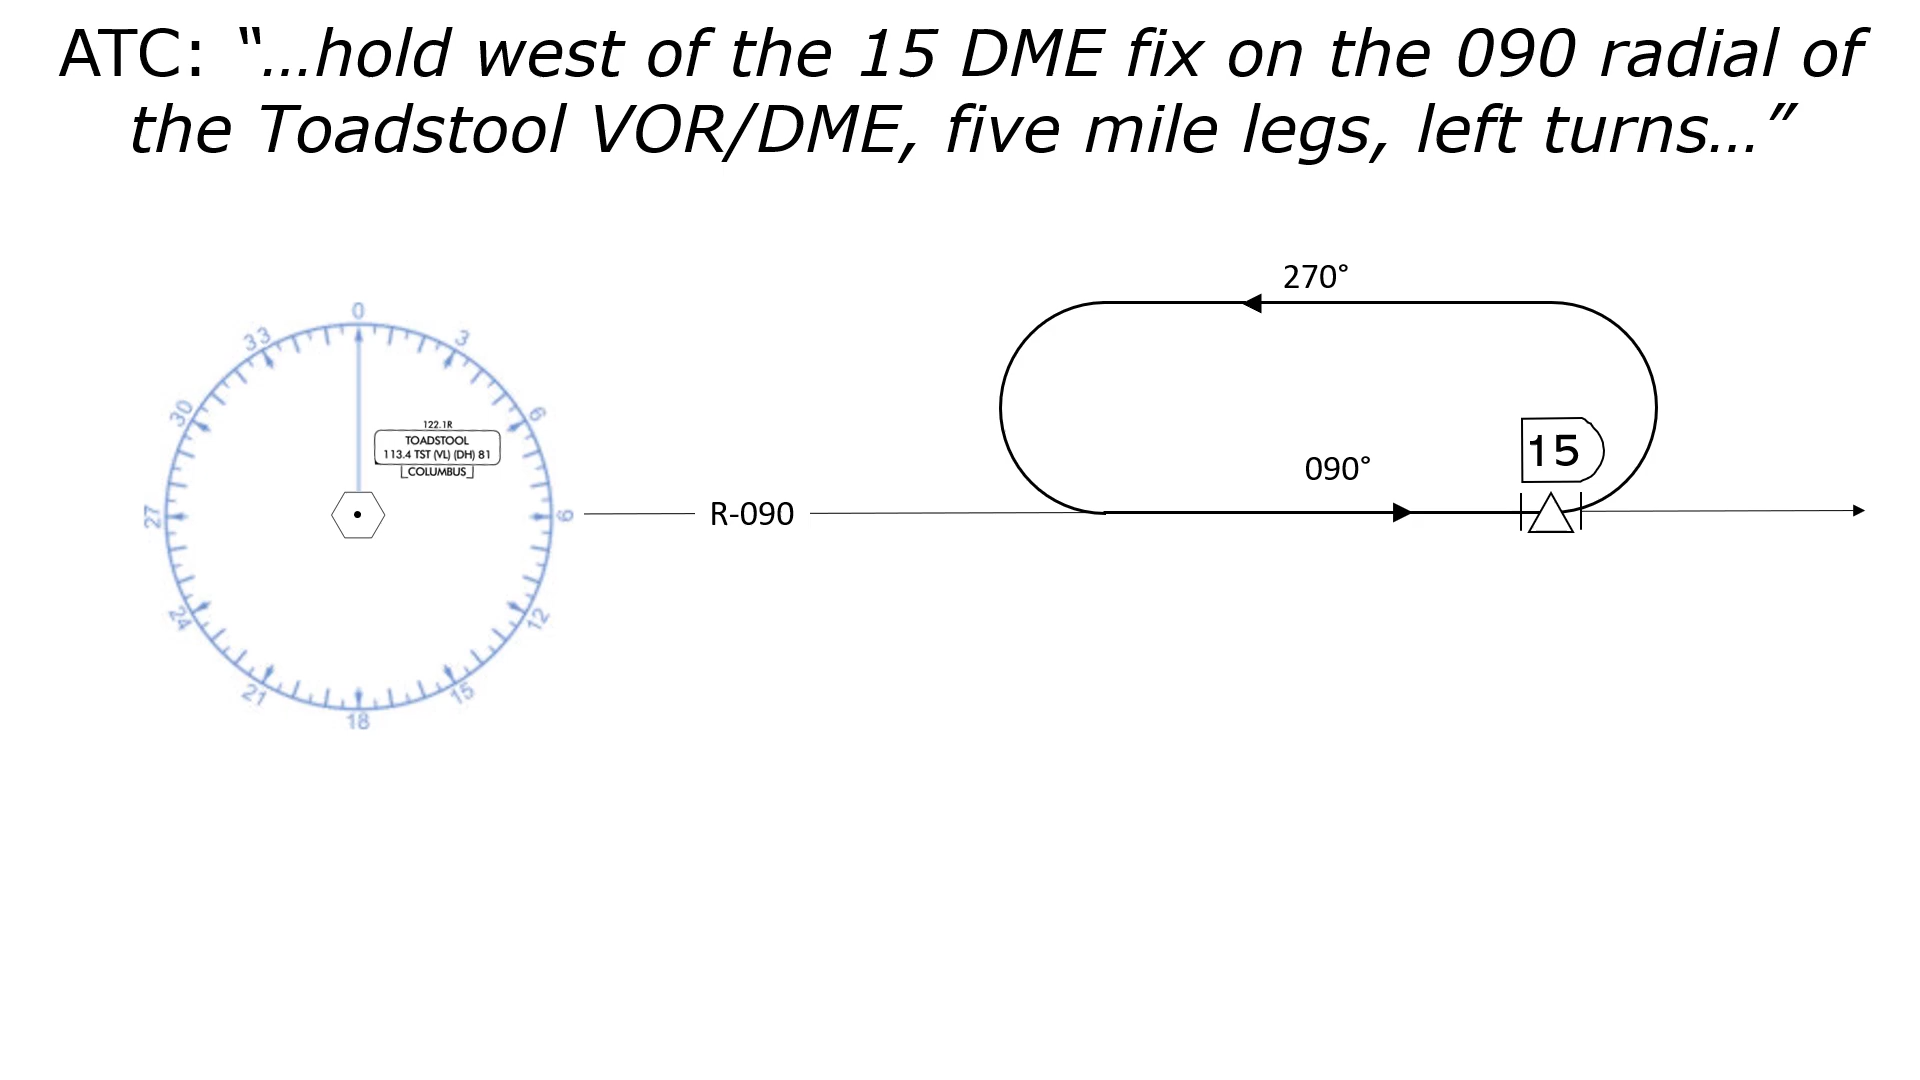 ATC: “…hold west of the 15 DME fix on the 090 radial of
the Toadstool VOR/DME, five mile legs, left turns…”
270°
0
33
3
30
6
122.1R
TOADSTOOL
113.4 TST (VL) (DH) 81
COLUMBUS
15
090°
27
9
R-090
24
12
21
15
18